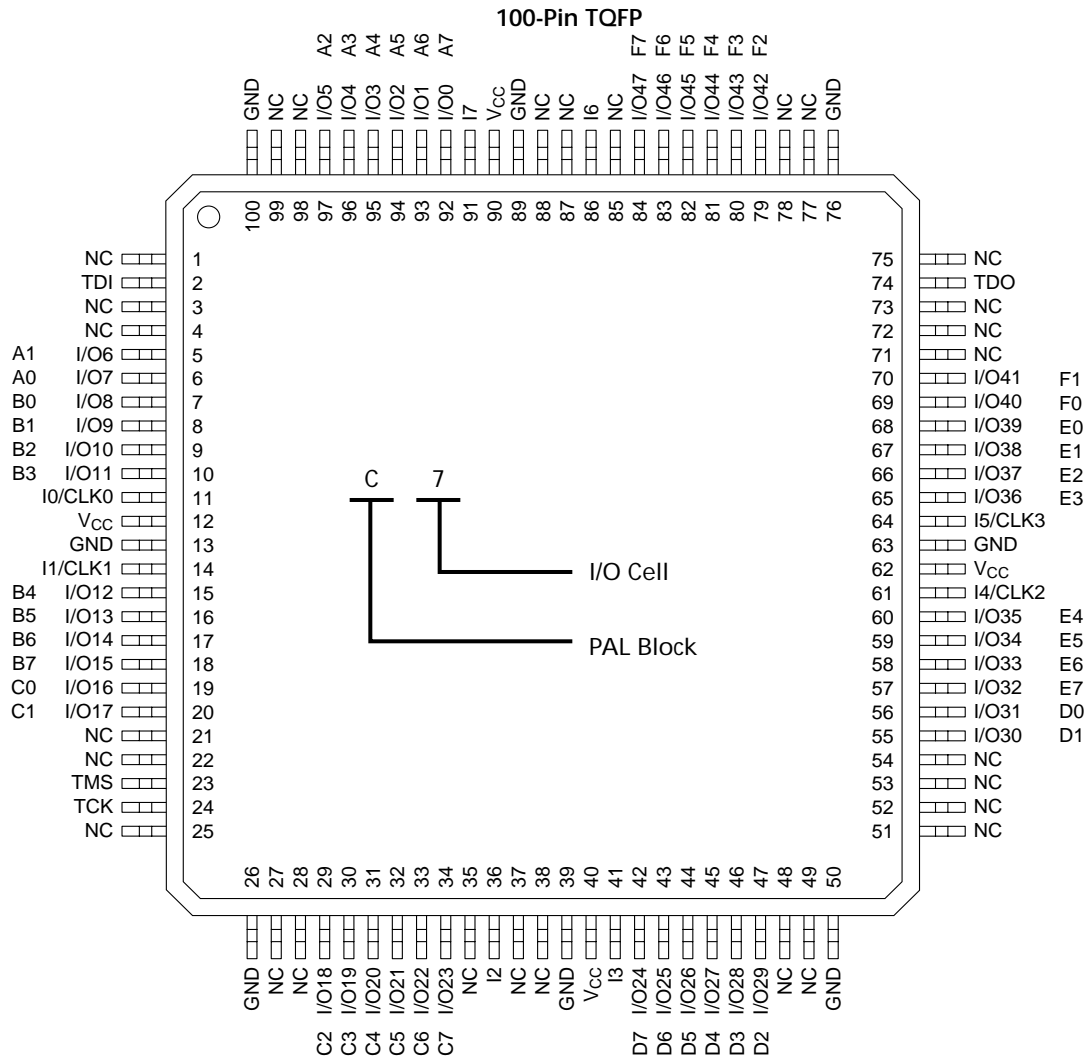 100-Pin TQFP
A2 A3 A4 A5 A6 A7 F7 F6 F5 F4 F3 F2
GND NC NC I/O5 I/O4 I/O3 I/O2 I/O1 I/O0 I7 VCC GND NC NC I6 NC I/O47 I/O46 I/O45 I/O44 I/O43 I/O42 NC NC GND
100 99 98 97 96 95 94 93 92 91 90 89 88 87 86 85 84 83 82 81 80 79 78 77 76
NC 1 75 NC
TDI 2 74 TDO
NC 3 73 NC
NC 4 72 NC
A1 I/O6 5 71 NC
A0 I/O7 6 70 I/O41 F1
B0 I/O8 7 69 I/O40 F0
B1 I/O9 8 68 I/O39 E0
B2 I/O10 9 67 I/O38 E1
B3 I/O11 10 C 7 66 I/O37 E2
I0/CLK0 11 65 I/O36 E3
VCC 12 64 I5/CLK3
GND 13 63 GND
I1/CLK1 14 I/O Cell 62 VCC
B4 I/O12 15 61 I4/CLK2
B5 I/O13 16 60 I/O35 E4
B6 I/O14 17 PAL Block 59 I/O34 E5
B7 I/O15 18 58 I/O33 E6
C0 I/O16 19 57 I/O32 E7
C1 I/O17 20 56 I/O31 D0
NC 21 55 I/O30 D1
NC 22 54 NC
TMS 23 53 NC
TCK 24 52 NC
NC 25 51 NC
26 27 28 29 30 31 32 33 34 35 36 37 38 39 40 41 42 43 44 45 46 47 48 49 50
GND NC NC I/O18 I/O19 I/O20 I/O21 I/O22 I/O23 NC I2 NC NC GND VCC I3 I/O24 I/O25 I/O26 I/O27 I/O28 I/O29 NC NC GND
C2 C3 C4 C5 C6 C7 D7 D6 D5 D4 D3 D2